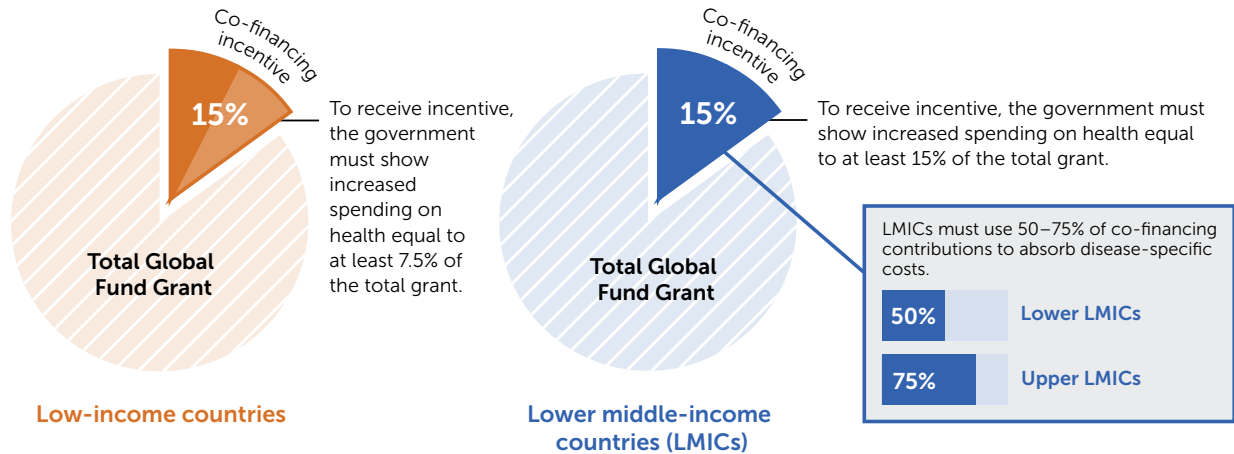 Co-financing
incentive
15%
To receive incentive,
the government
must show
increased
spending on
health equal to
at least 7.5% of
the total grant.
Total Global
Fund Grant
Low-income countries
Co-financing
incentive
15%
To receive incentive, the government must
show increased spending on health equal
to at least 15% of the total grant.
Total Global
Fund Grant
Lower middle-income
countries (LMICs)
LMICs must use 50–75% of co-financing
contributions to absorb disease-specific
costs.
50%
Lower LMICs
75%
Upper LMICs